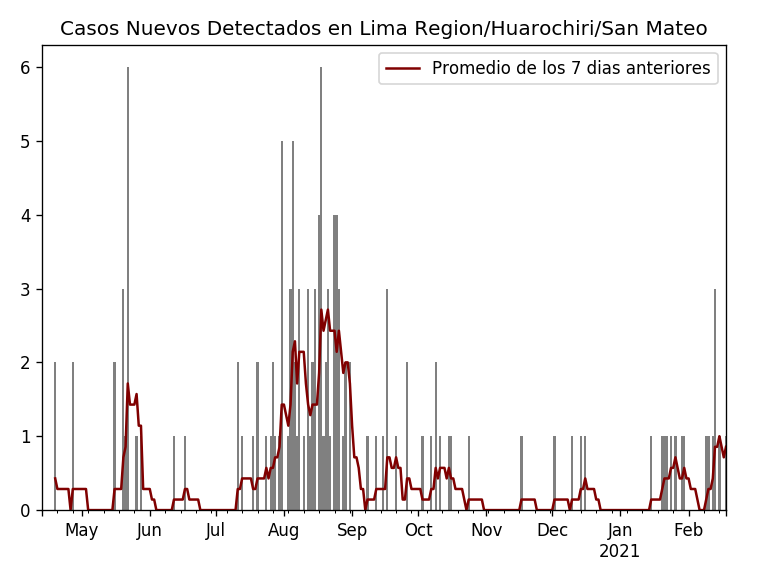 Casos Nuevos Detectados en Lima Region/Huarochiri/San Mateo
Promedio de los 7 dias anteriores
6
5
4
3
2
1
0
May Jun Jul Aug Sep Oct Nov Dec Jan Feb
2021